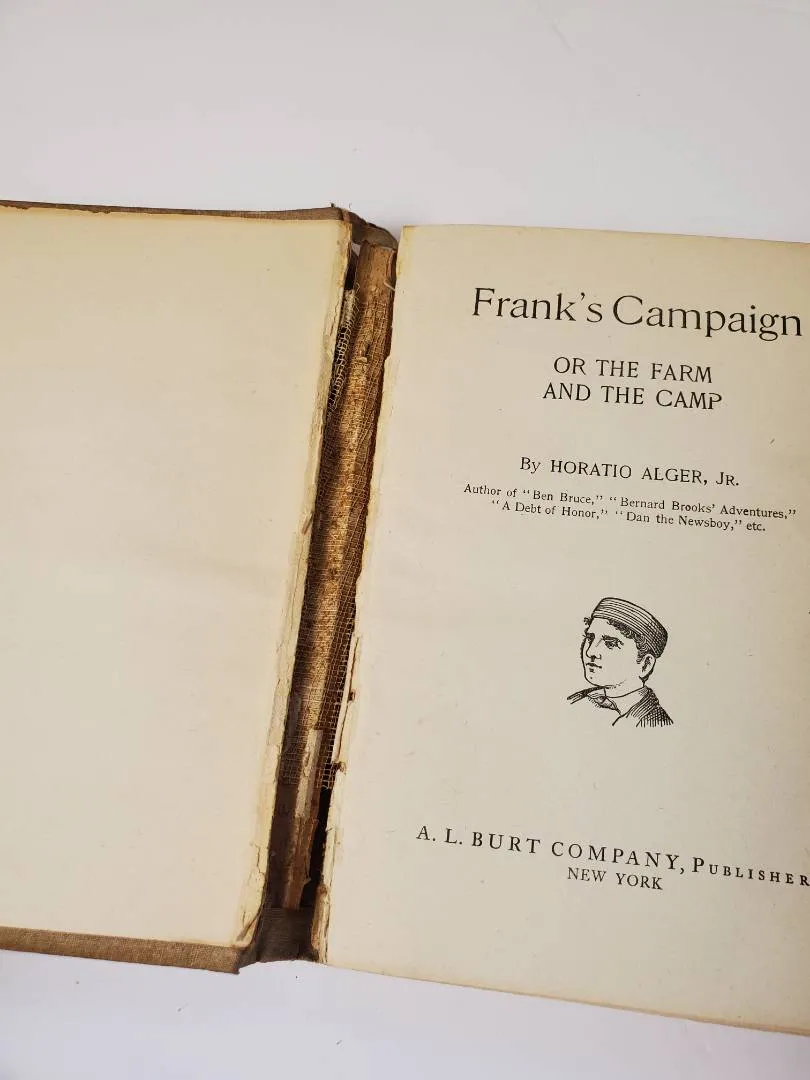 Frank's Campaign
OR THE FARM
AND THE CAMP
By HORATIO ALGER, JR.
Author of "Ben Bruce," "Bernard Brooks' Adventures,"
"A Debt of Honor," "Dan the Newsboy," etc.
A. L. BURT COMPANY, PUBLISHER
NEW YORK